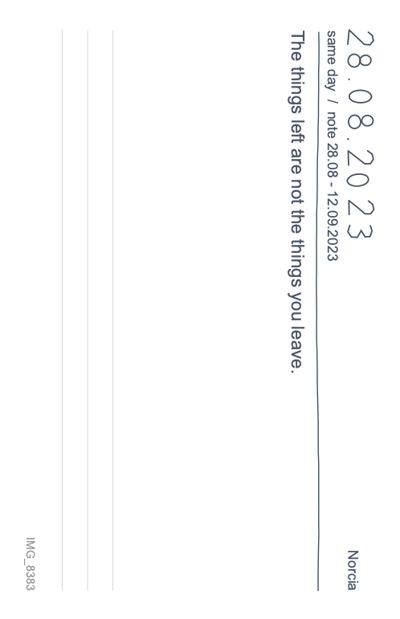 28.08.2023
Norcia
same day / note 28.08 - 12.09.2023
The things left are not the things you leave.
IMG_8383